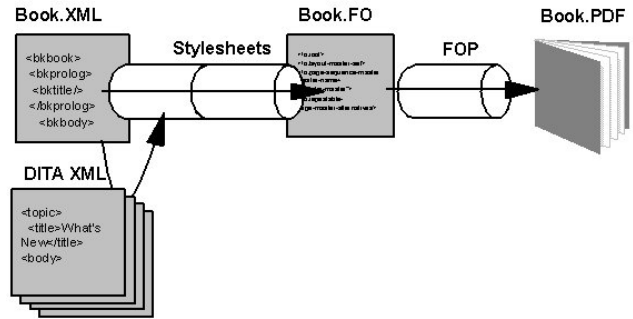 Book.XML
Book.FO
Book.PDF
Stylesheets
FOP
<bkbook>
<bkprolog>
<bktitle/>
</bkprolog>
<bkbody>
DITA XML
<topic>
<title>What's
New</title>
<body>